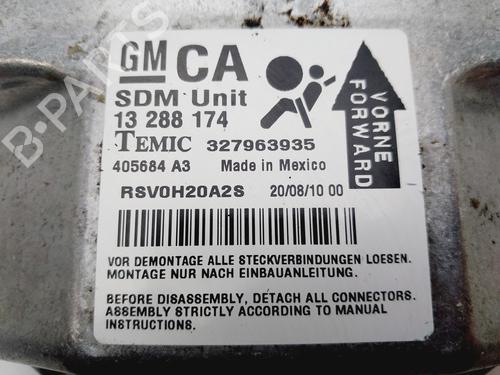 GM CA
SDM Unit
13 288 174
TEMIC 327963935
405684 A3 Made in Mexico
RSV0H20A2S 20/08/10 00
VORNE
FORWARD
VOR DEMONTAGE ALLE STECKVERBINDUNGEN LOESEN.
MONTAGE NUR NACH EINBAUANLEITUNG.
BEFORE DISASSEMBLY, DETACH ALL CONNECTORS.
ASSEMBLY STRICTLY ACCORDING TO MANUAL
INSTRUCTIONS.
B-PARTS